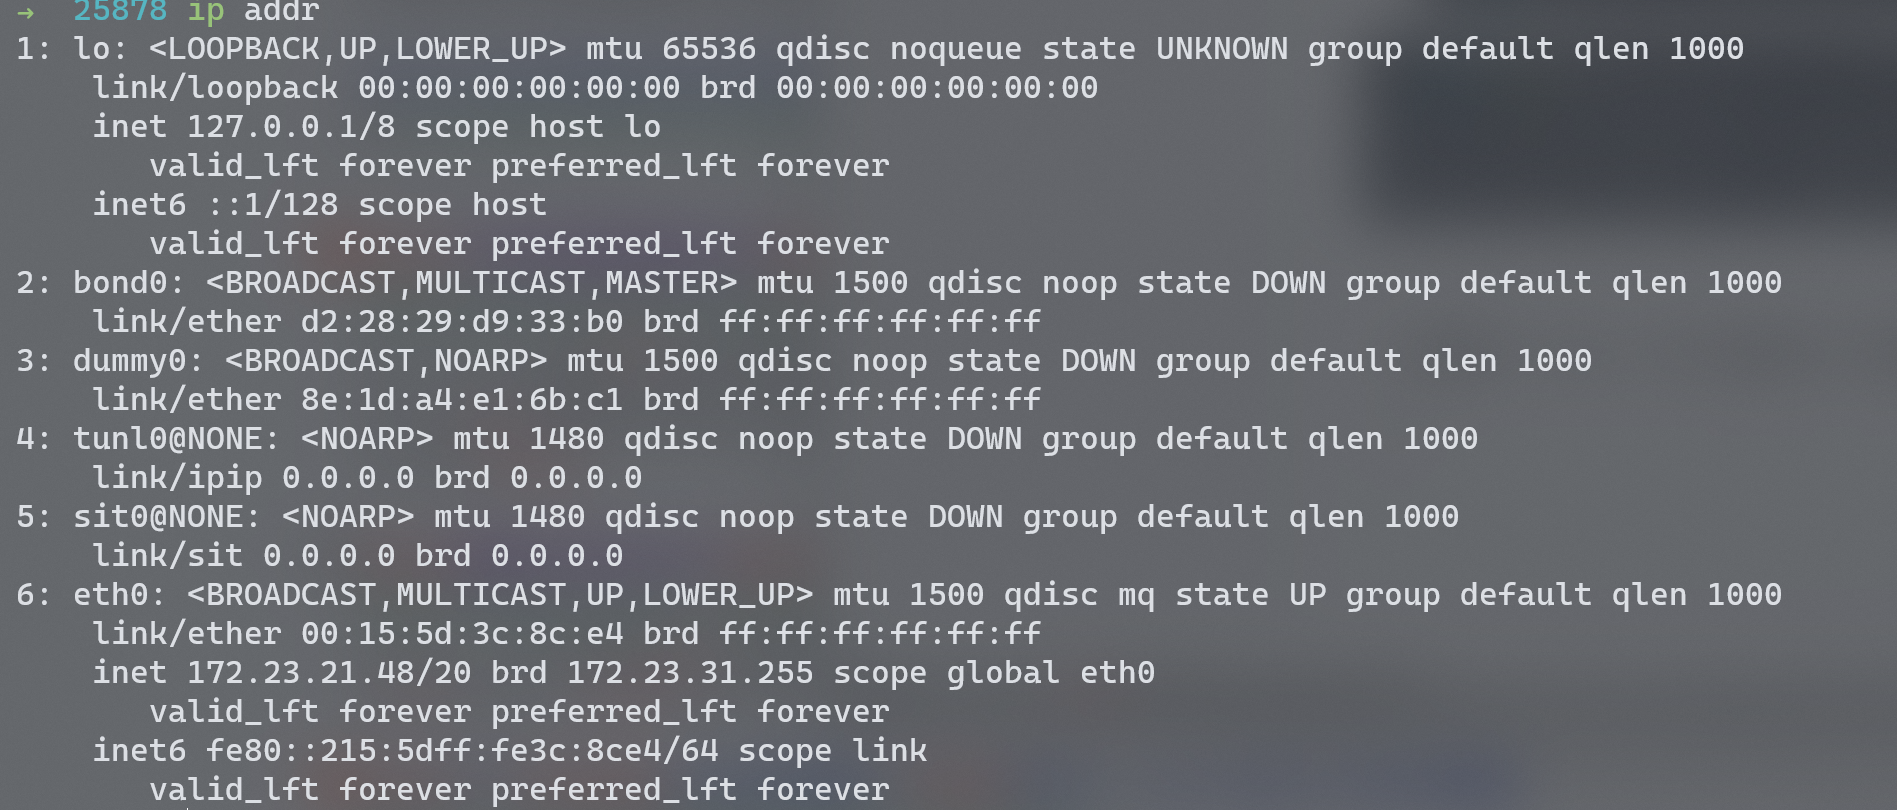 → 25878 ip addr
1: lo: <LOOPBACK,UP,LOWER_UP> mtu 65536 qdisc noqueue state UNKNOWN group default qlen 1000
    link/loopback 00:00:00:00:00:00 brd 00:00:00:00:00:00
    inet 127.0.0.1/8 scope host lo
       valid_lft forever preferred_lft forever
    inet6 ::1/128 scope host
       valid_lft forever preferred_lft forever
2: bond0: <BROADCAST,MULTICAST,MASTER> mtu 1500 qdisc noop state DOWN group default qlen 1000
    link/ether d2:28:29:d9:33:b0 brd ff:ff:ff:ff:ff:ff
3: dummy0: <BROADCAST,NOARP> mtu 1500 qdisc noop state DOWN group default qlen 1000
    link/ether 8e:1d:a4:e1:6b:c1 brd ff:ff:ff:ff:ff:ff
4: tunl0@NONE: <NOARP> mtu 1480 qdisc noop state DOWN group default qlen 1000
    link/ipip 0.0.0.0 brd 0.0.0.0
5: sit0@NONE: <NOARP> mtu 1480 qdisc noop state DOWN group default qlen 1000
    link/sit 0.0.0.0 brd 0.0.0.0
6: eth0: <BROADCAST,MULTICAST,UP,LOWER_UP> mtu 1500 qdisc mq state UP group default qlen 1000
    link/ether 00:15:5d:3c:8c:e4 brd ff:ff:ff:ff:ff:ff
    inet 172.23.21.48/20 brd 172.23.31.255 scope global eth0
       valid_lft forever preferred_lft forever
    inet6 fe80::215:5dff:fe3c:8ce4/64 scope link
       valid_lft forever preferred_lft forever